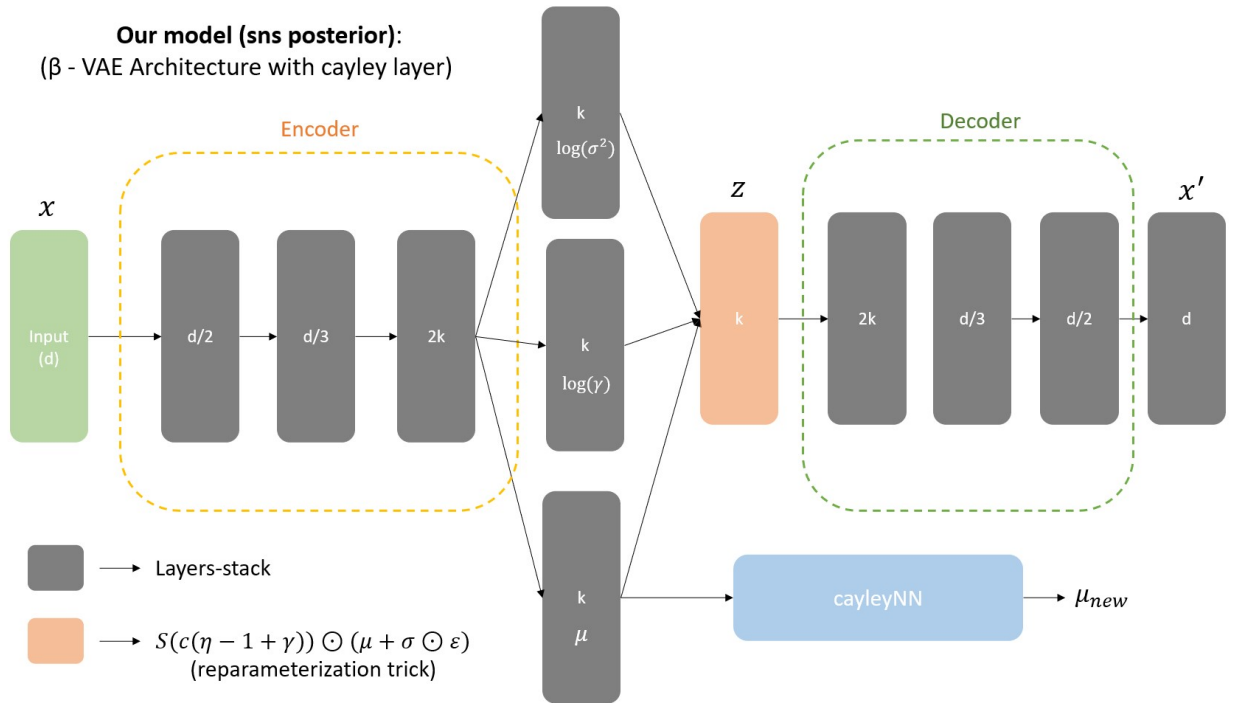 Our model (sns posterior):
(β - VAE Architecture with cayley layer)
Encoder
Decoder
x
z
x′
Input
(d)
d/2
d/3
2k
k
log(σ²)
k
log(γ)
k
μ
k
2k
d/3
d/2
d
cayleyNN
μ_new
Layers-stack
S(c(η − 1 + γ)) ⊙ (μ + σ ⊙ ε)
(reparameterization trick)